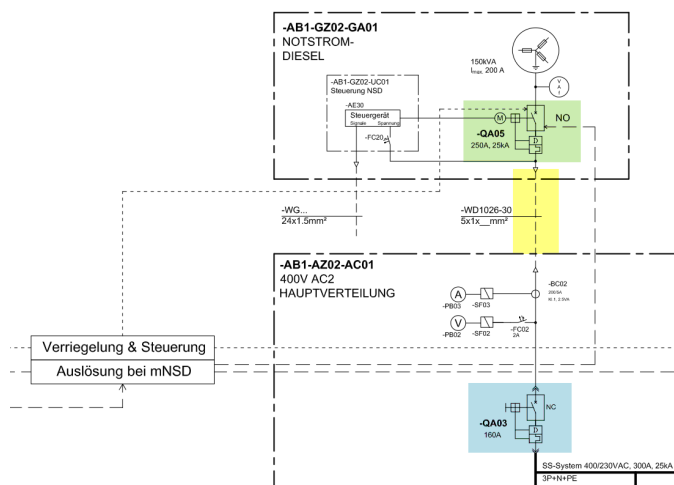 -AB1-GZ02-GA01
NOTSTROM-
DIESEL
150kVA
Imax. 200 A
V
A
f
-AB1-GZ02-UC01
Steuerung NSD
-AE30
Steuergerät
Signale Spannung
-FC20
M
D
NO
-QA05
250A, 25kA
-WG...
24x1.5mm²
-WD1026-30
5x1x__mm²
-AB1-AZ02-AC01
400V AC2
HAUPTVERTEILUNG
-BC02
A
-PB03
-SF03
V
-PB02
-SF02
-FC02
2A
Verriegelung & Steuerung
Auslösung bei mNSD
NC
D
-QA03
160A
SS-System 400/230VAC, 300A, 25kA
3P+N+PE